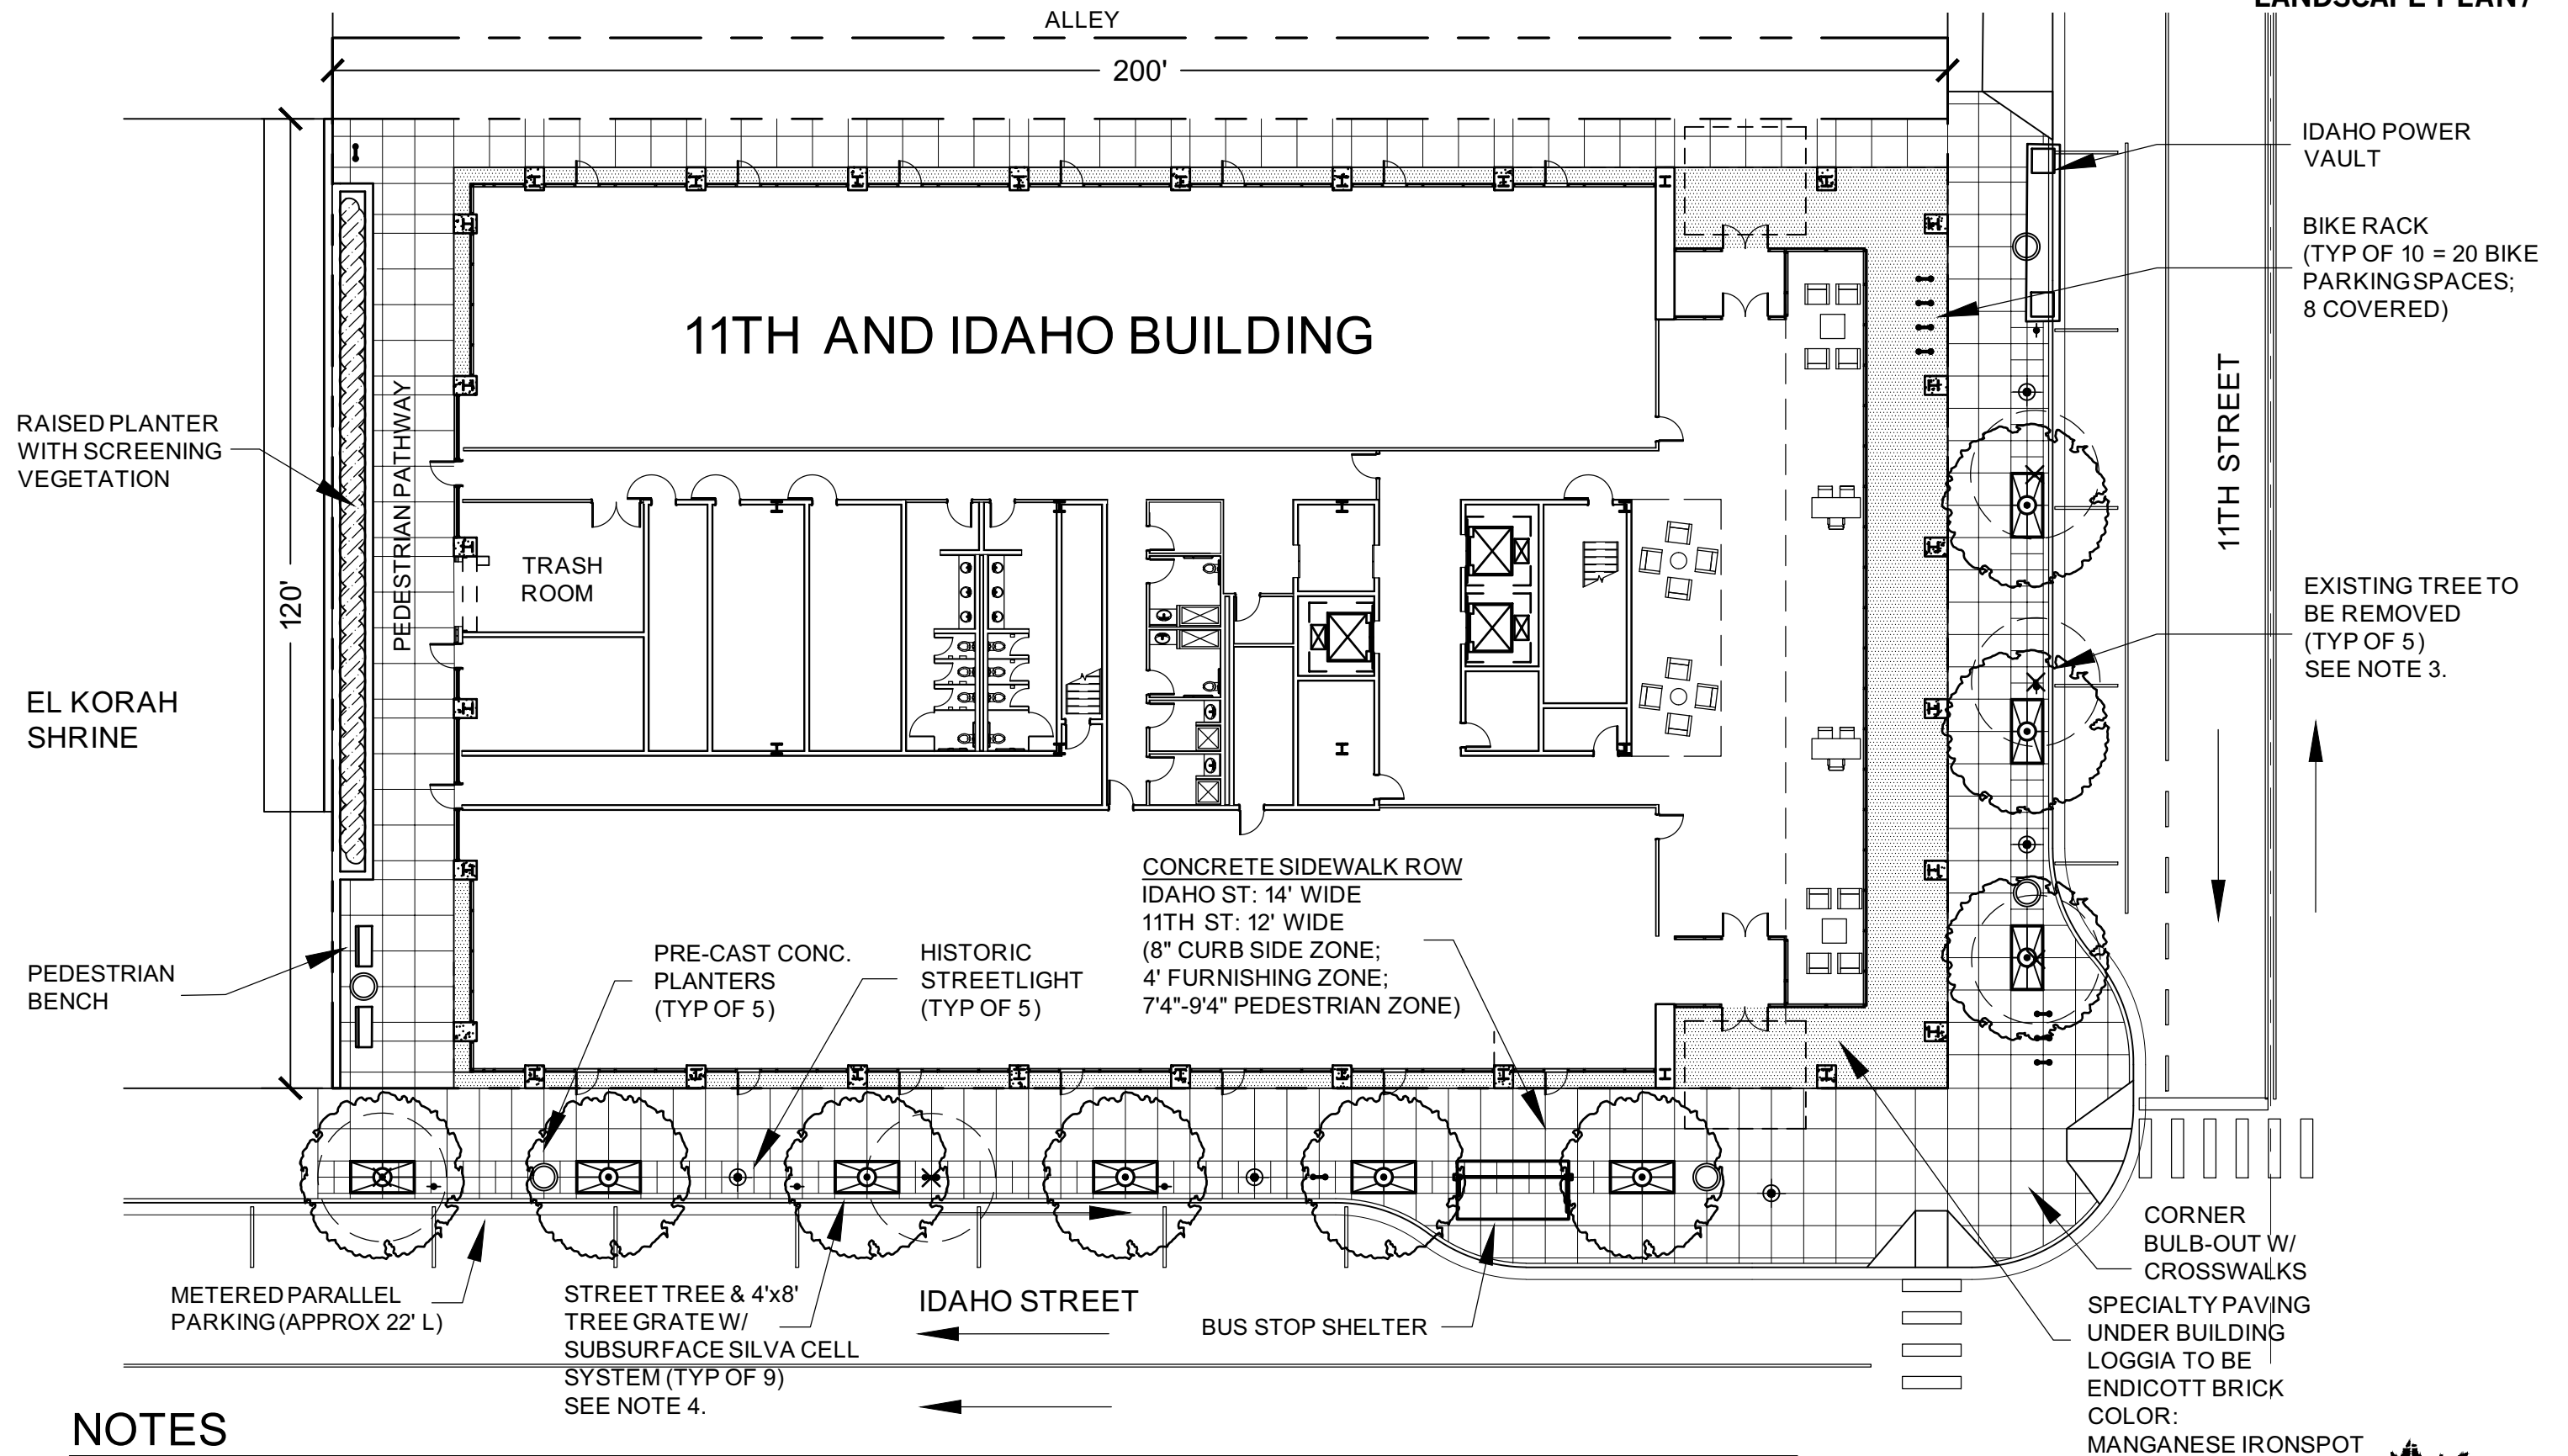 LANDSCAPE PLAN /
ALLEY
200'
IDAHO POWER
VAULT
BIKE RACK
(TYP OF 10 = 20 BIKE
PARKING SPACES;
8 COVERED)
11TH AND IDAHO BUILDING
11TH STREET
RAISED PLANTER
WITH SCREENING
VEGETATION
PEDESTRIAN PATHWAY
120'
TRASH
ROOM
EXISTING TREE TO
BE REMOVED
(TYP OF 5)
SEE NOTE 3.
EL KORAH
SHRINE
CONCRETE SIDEWALK ROW
IDAHO ST: 14' WIDE
11TH ST: 12' WIDE
(8" CURB SIDE ZONE;
4' FURNISHING ZONE;
7'4"-9'4" PEDESTRIAN ZONE)
PRE-CAST CONC.
PLANTERS
(TYP OF 5)
HISTORIC
STREETLIGHT
(TYP OF 5)
PEDESTRIAN
BENCH
METERED PARALLEL
PARKING (APPROX 22' L)
STREET TREE & 4'x8'
TREE GRATE W/
SUBSURFACE SILVA CELL
SYSTEM (TYP OF 9)
SEE NOTE 4.
IDAHO STREET
BUS STOP SHELTER
CORNER
BULB-OUT W/
CROSSWALKS
SPECIALTY PAVING
UNDER BUILDING
LOGGIA TO BE
ENDICOTT BRICK
COLOR:
MANGANESE IRONSPOT
NOTES